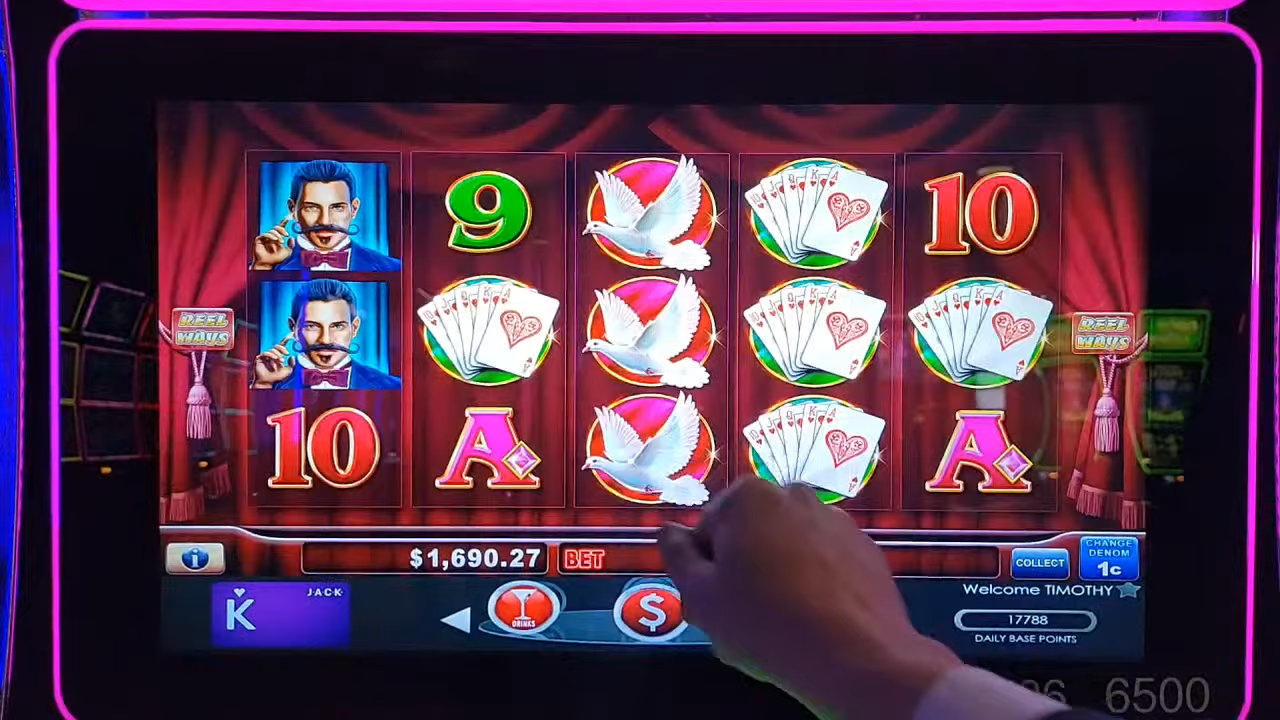 9
10
REEL
WAYS
REEL
WAYS
10
A
A
$1,690.27
BET
COLLECT
CHANGE
DENOM
1c
K
JACK
DRINKS
$
Welcome TIMOTHY
17788
DAILY BASE POINTS
6500